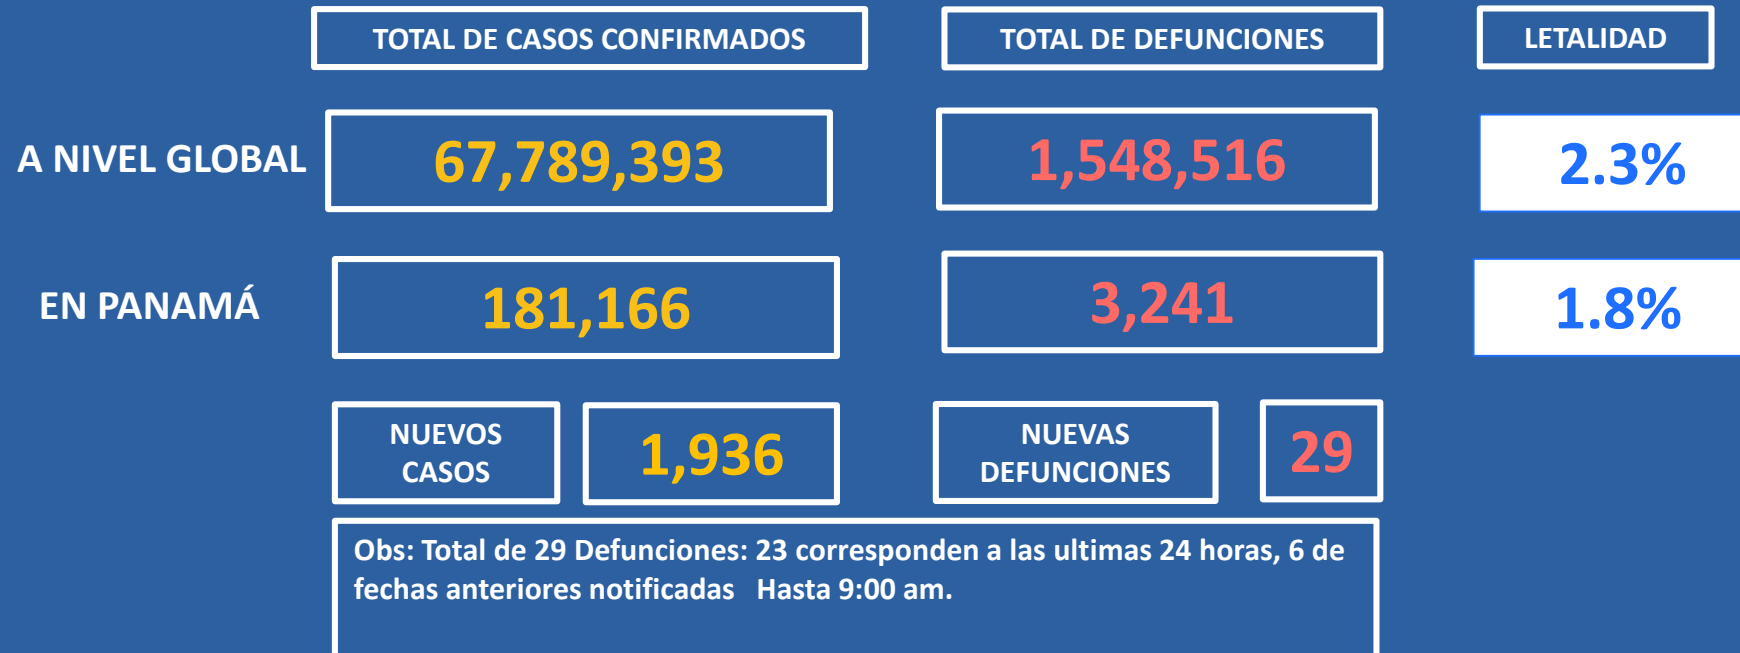 TOTAL DE CASOS CONFIRMADOS
TOTAL DE DEFUNCIONES
LETALIDAD
A NIVEL GLOBAL
67,789,393
1,548,516
2.3%
EN PANAMÁ
181,166
3,241
1.8%
NUEVOS
CASOS
1,936
NUEVAS
DEFUNCIONES
29
Obs: Total de 29 Defunciones: 23 corresponden a las ultimas 24 horas, 6 de
fechas anteriores notificadas   Hasta 9:00 am.